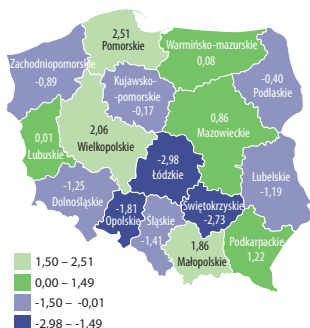 2,51
Pomorskie
Warmińsko-mazurskie
0,08
Zachodniopomorskie
-0,89
Kujawsko-
-pomorskie
-0,17
-0,40
Podlaskie
0,01
Lubuskie
2,06
Wielkopolskie
0,86
Mazowieckie
-2,98
Łódzkie
Lubelskie
-1,19
-1,25
Dolnośląskie
-1,81
Opolskie
Śląskie
-1,41
Świętokrzyskie
-2,73
1,86
Małopolskie
Podkarpackie
1,22
1,50 – 2,51
0,00 – 1,49
-1,50 – -0,01
-2,98 – -1,49